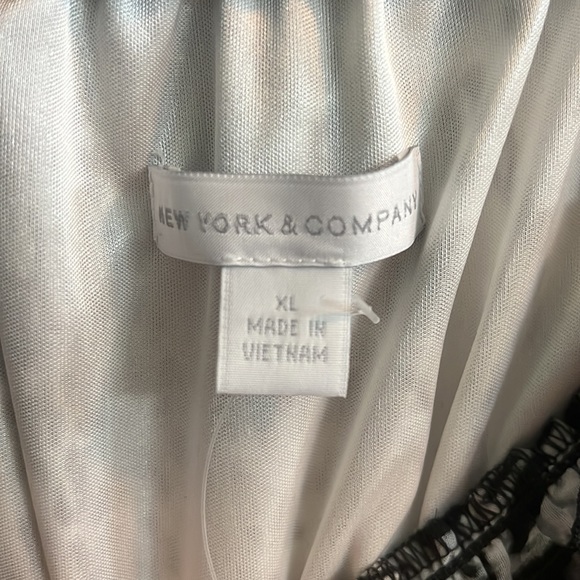 NEW YORK & COMPANY
XL
MADE IN
VIETNAM